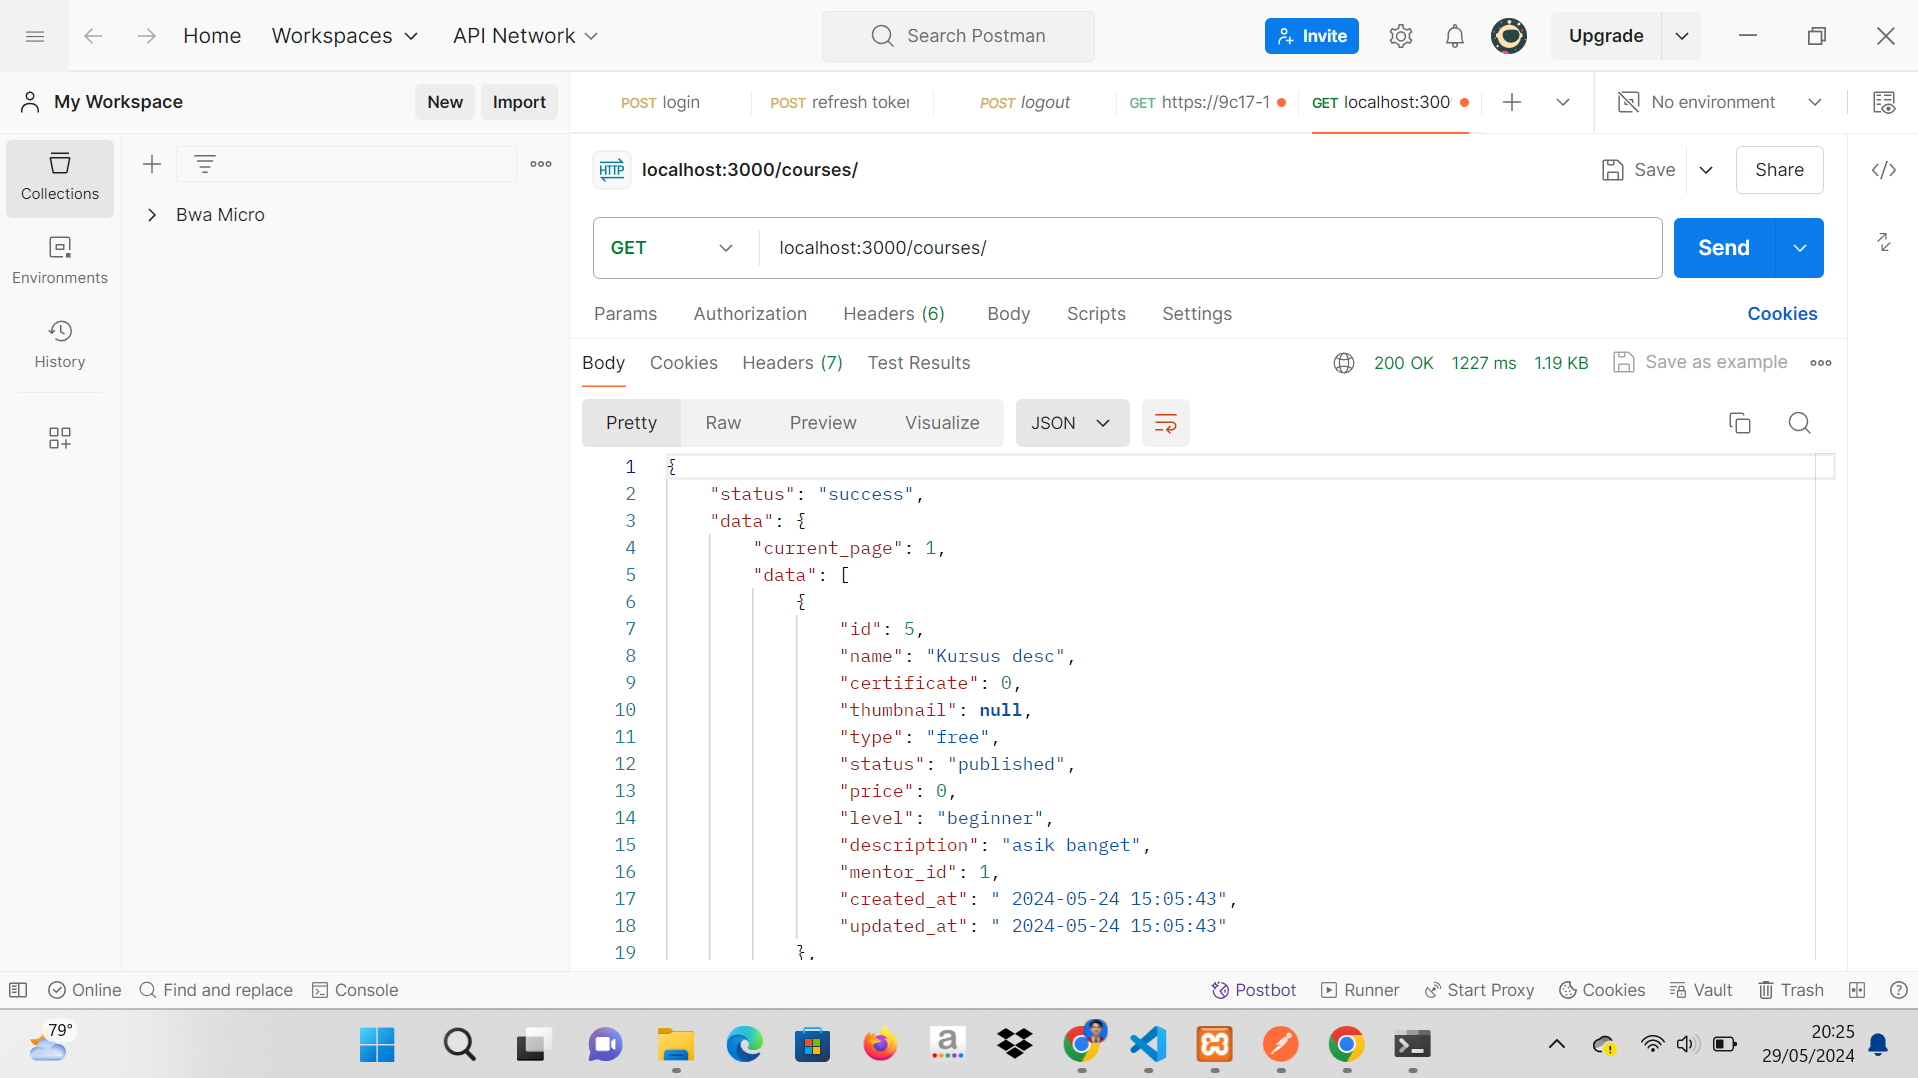 Home Workspaces API Network Search Postman Invite Upgrade
My Workspace New Import POST login POST refresh token POST logout GET https://9c17-1 GET localhost:300 No environment
Collections
Environments
History
Bwa Micro
HTTP localhost:3000/courses/ Save Share
GET localhost:3000/courses/ Send
Params Authorization Headers (6) Body Scripts Settings Cookies
Body Cookies Headers (7) Test Results 200 OK 1227 ms 1.19 KB Save as example
Pretty Raw Preview Visualize JSON
1 {
2 "status": "success",
3 "data": {
4 "current_page": 1,
5 "data": [
6 {
7 "id": 5,
8 "name": "Kursus desc",
9 "certificate": 0,
10 "thumbnail": null,
11 "type": "free",
12 "status": "published",
13 "price": 0,
14 "level": "beginner",
15 "description": "asik banget",
16 "mentor_id": 1,
17 "created_at": " 2024-05-24 15:05:43",
18 "updated_at": " 2024-05-24 15:05:43"
19 },
Online Find and replace Console Postbot Runner Start Proxy Cookies Vault Trash
79°
20:25
29/05/2024